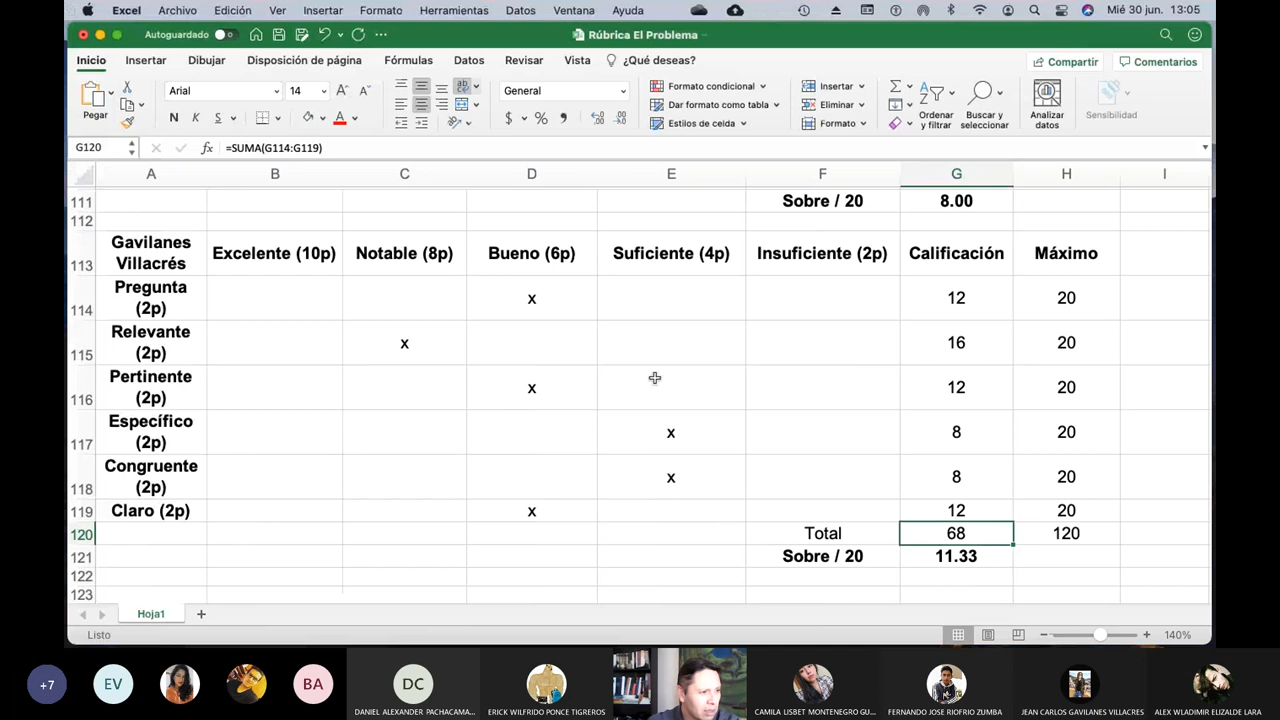 Excel Archivo Edición Ver Insertar Formato Herramientas Datos Ventana Ayuda Mié 30 jun. 13:05
Autoguardado Rúbrica El Problema
Inicio Insertar Dibujar Disposición de página Fórmulas Datos Revisar Vista ¿Qué deseas? Compartir Comentarios
Pegar Arial 14 General Formato condicional Insertar
N K S A $ % Dar formato como tabla Eliminar
Estilos de celda Formato
Ordenar y filtrar
Buscar y seleccionar
Analizar datos
Sensibilidad
G120 fx =SUMA(G114:G119)
A B C D E F G H I
111 Sobre / 20 8.00
112
113 Gavilanes Villacrés Excelente (10p) Notable (8p) Bueno (6p) Suficiente (4p) Insuficiente (2p) Calificación Máximo
114 Pregunta (2p) x 12 20
115 Relevante (2p) x 16 20
116 Pertinente (2p) x 12 20
117 Específico (2p) x 8 20
118 Congruente (2p) x 8 20
119 Claro (2p) x 12 20
120 Total 68 120
121 Sobre / 20 11.33
122
123
Hoja1 +
Listo 140%
+7 EV BA DC
DANIEL ALEXANDER PACHACAMA... ERICK WILFRIDO PONCE TIGREROS CAMILA LISBET MONTENEGRO GU... FERNANDO JOSE RIOFRIO ZUMBA JEAN CARLOS GAVILANES VILLACRES ALEX WLADIMIR ELIZALDE LARA